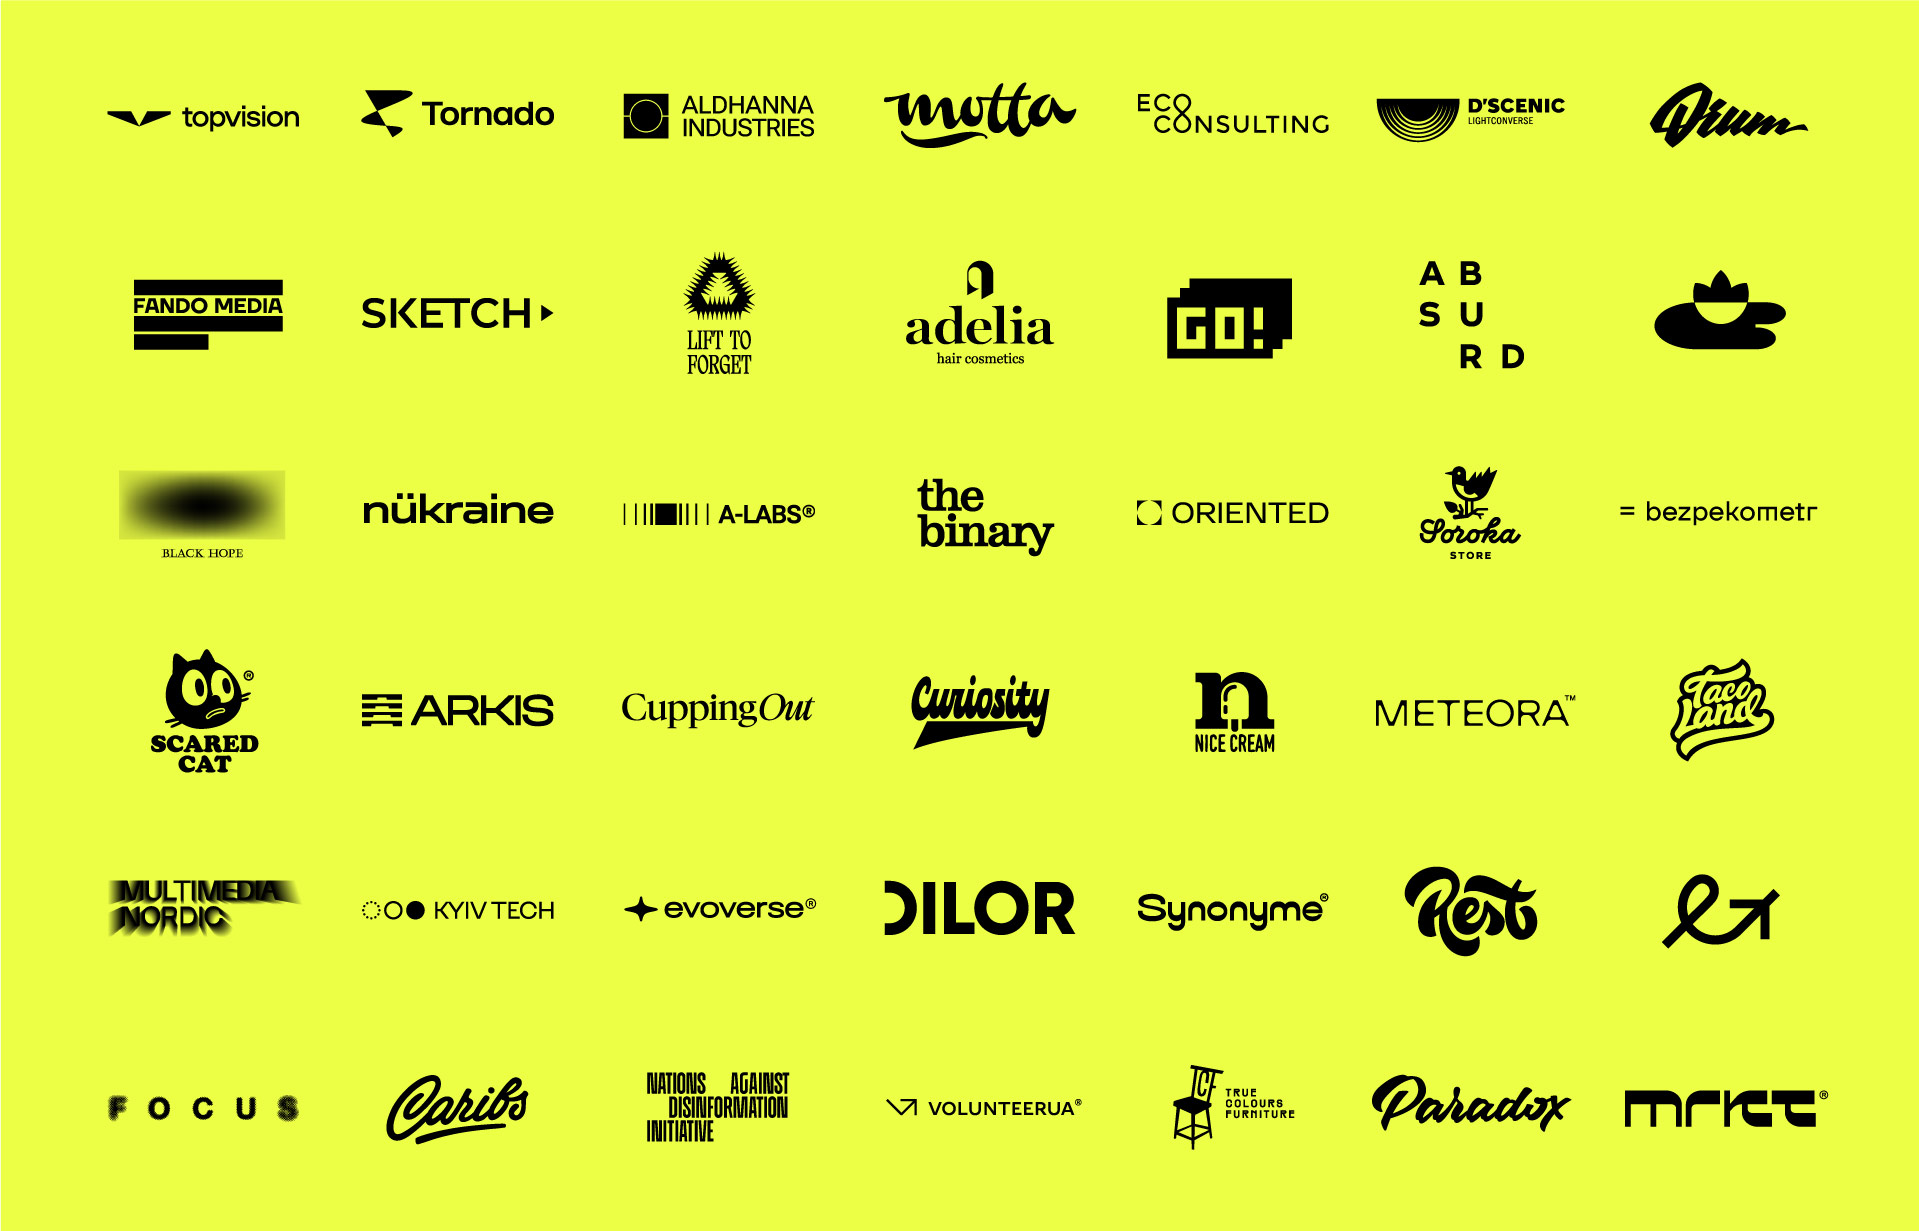 topvision
Tornado
ALDHANNA
INDUSTRIES
motta
ECO
CONSULTING
D'SCENIC
LIGHTCONVERSE
Drum
FANDO MEDIA
SKETCH
LIFT TO
FORGET
adelia
hair cosmetics
GO!
A B
S U
R D
BLACK HOPE
nükraine
A-LABS®
the
binary
ORIENTED
Soroka
STORE
= bezpekometr
®
SCARED
CAT
ARKIS
CuppingOut
Curiosity
n
NICE CREAM
METEORA™
Taco
Land
MULTIMEDIA
NORDIC
KYIV TECH
evoverse®
DILOR
Synonyme®
Rest
FOCUS
Caribs
NATIONS AGAINST
DISINFORMATION
INITIATIVE
VOLUNTEERUA®
TCF
TRUE
COLOURS
FURNITURE
Paradox
mrkt®